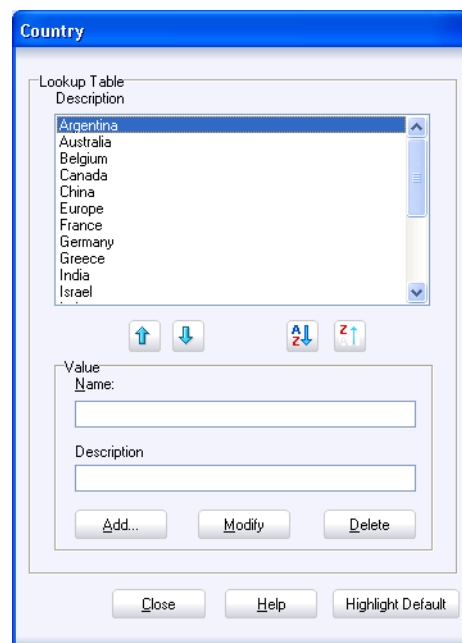 Country
Lookup Table
Description
Argentina
Australia
Belgium
Canada
China
Europe
France
Germany
Greece
India
Israel
A
Z
Z
Value
Name:
Description
Add...
Modify
Delete
Close
Help
Highlight Default